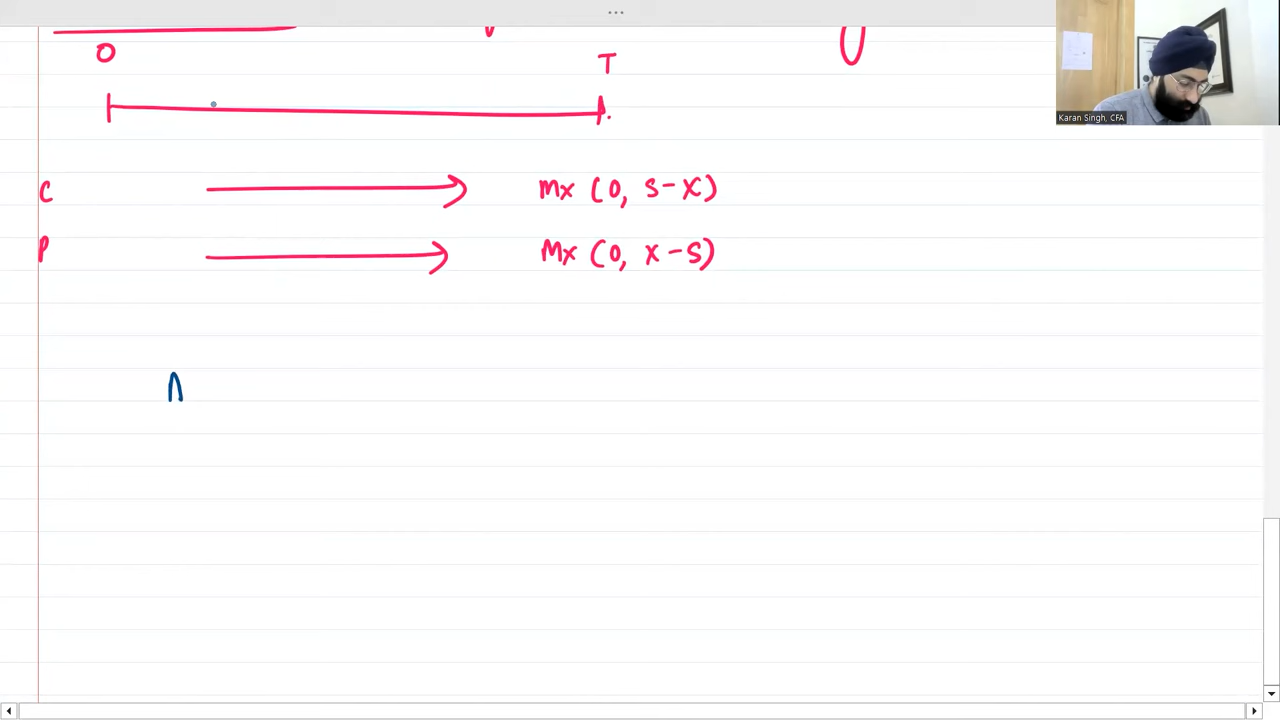 O
T
Karan Singh, CFA
C Mx (0, S-X)
P Mx (0, X-S)